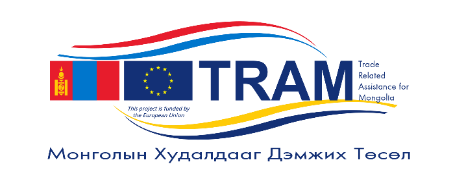 TRAM
Trade
Related
Assistance for
Mongolia
This project is funded by
the European Union
Монголын Худалдааг Дэмжих Төсөл